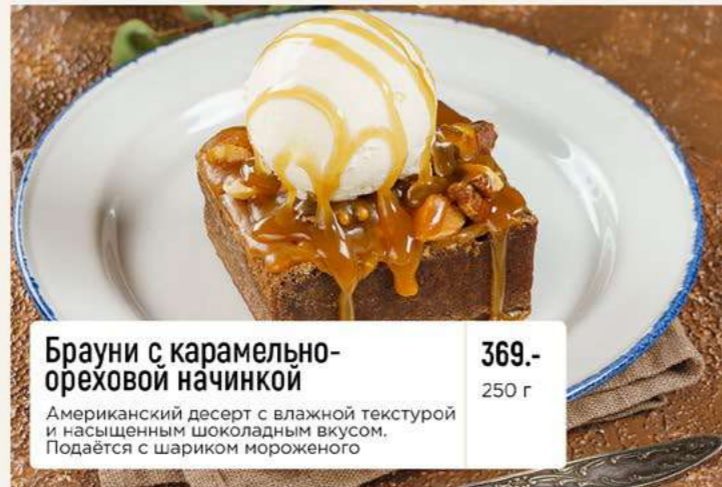 Брауни с карамельно-
ореховой начинкой
369.-
250 г
Американский десерт с влажной текстурой
и насыщенным шоколадным вкусом.
Подаётся с шариком мороженого